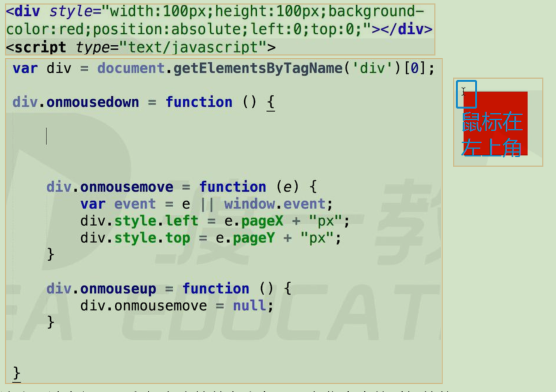 <div style="width:100px;height:100px;background-
color:red;position:absolute;left:0;top:0;"></div>
<script type="text/javascript">
var div = document.getElementsByTagName('div')[0];
div.onmousedown = function () {
div.onmousemove = function (e) {
var event = e || window.event;
div.style.left = e.pageX + "px";
div.style.top = e.pageY + "px";
}
div.onmouseup = function () {
div.onmousemove = null;
}
}
鼠标在
左上角